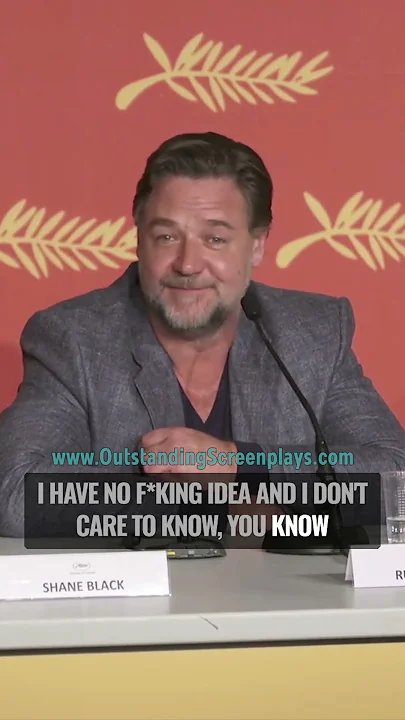 www.OutstandingScreenplays.com
I HAVE NO F*KING IDEA AND I DON'T
CARE TO KNOW, YOU KNOW
SHANE BLACK